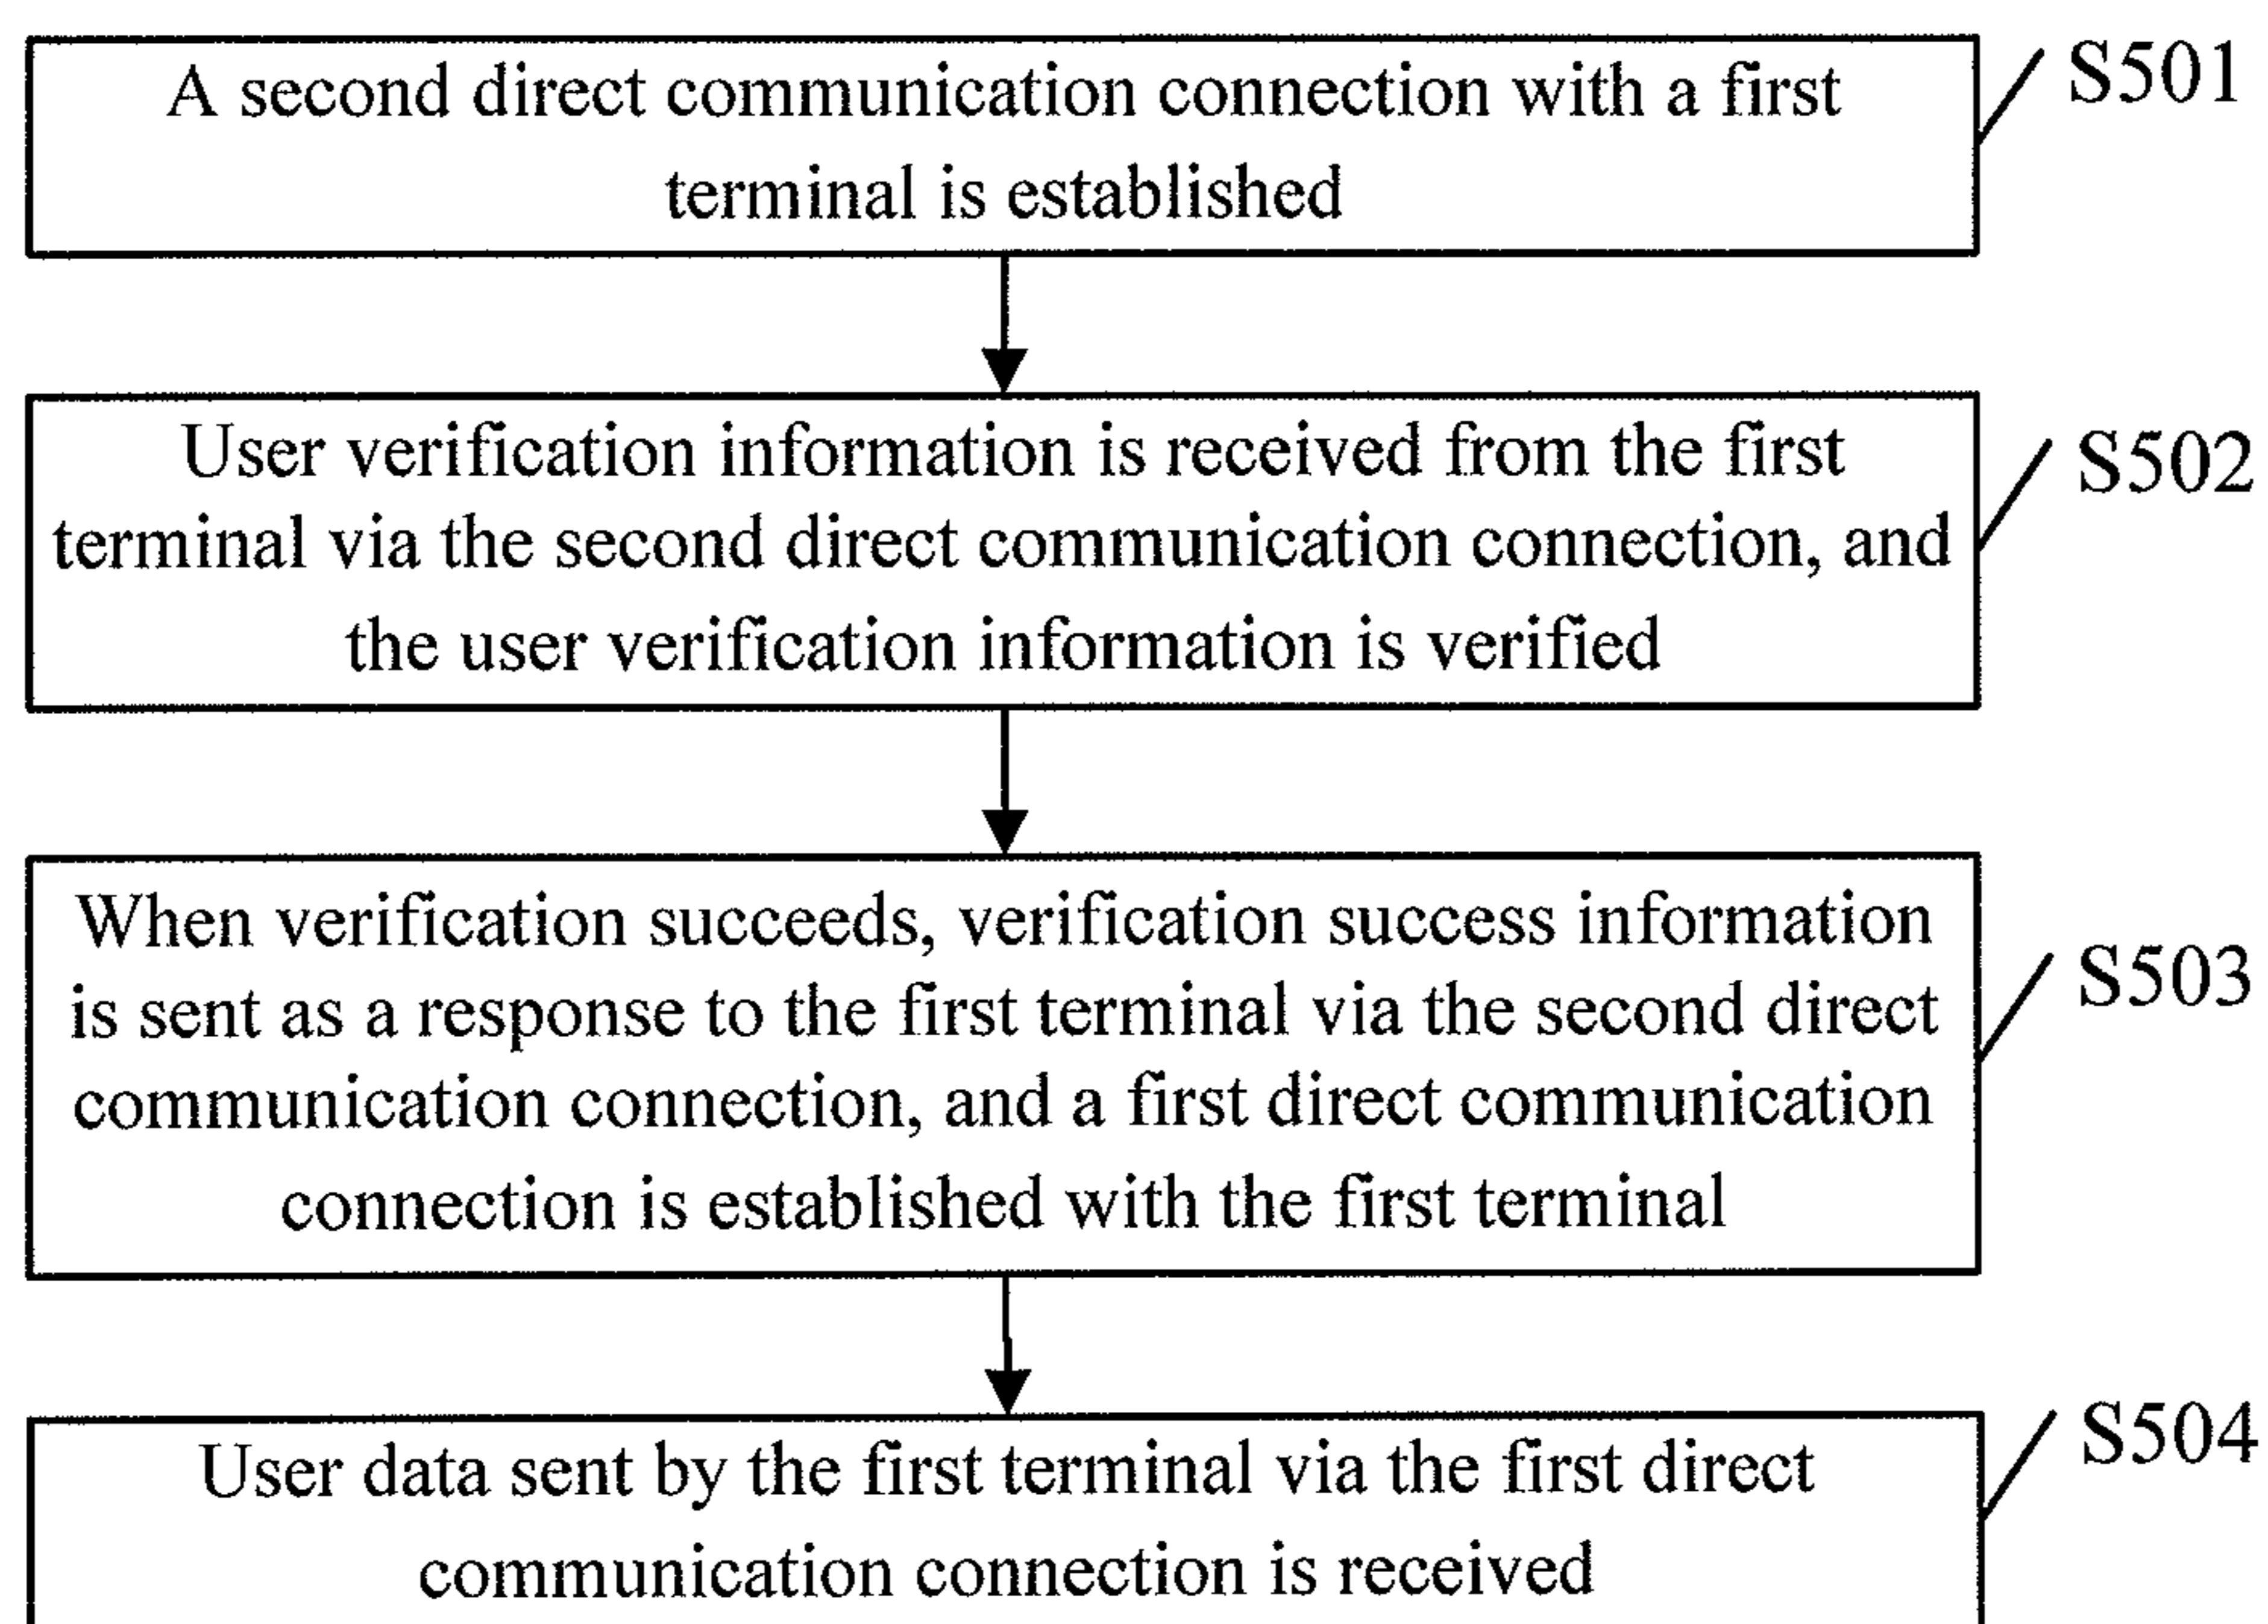 A second direct communication connection with a first
terminal is established
S501
User verification information is received from the first
terminal via the second direct communication connection, and
the user verification information is verified
S502
When verification succeeds, verification success information
is sent as a response to the first terminal via the second direct
communication connection, and a first direct communication
connection is established with the first terminal
S503
User data sent by the first terminal via the first direct
communication connection is received
S504